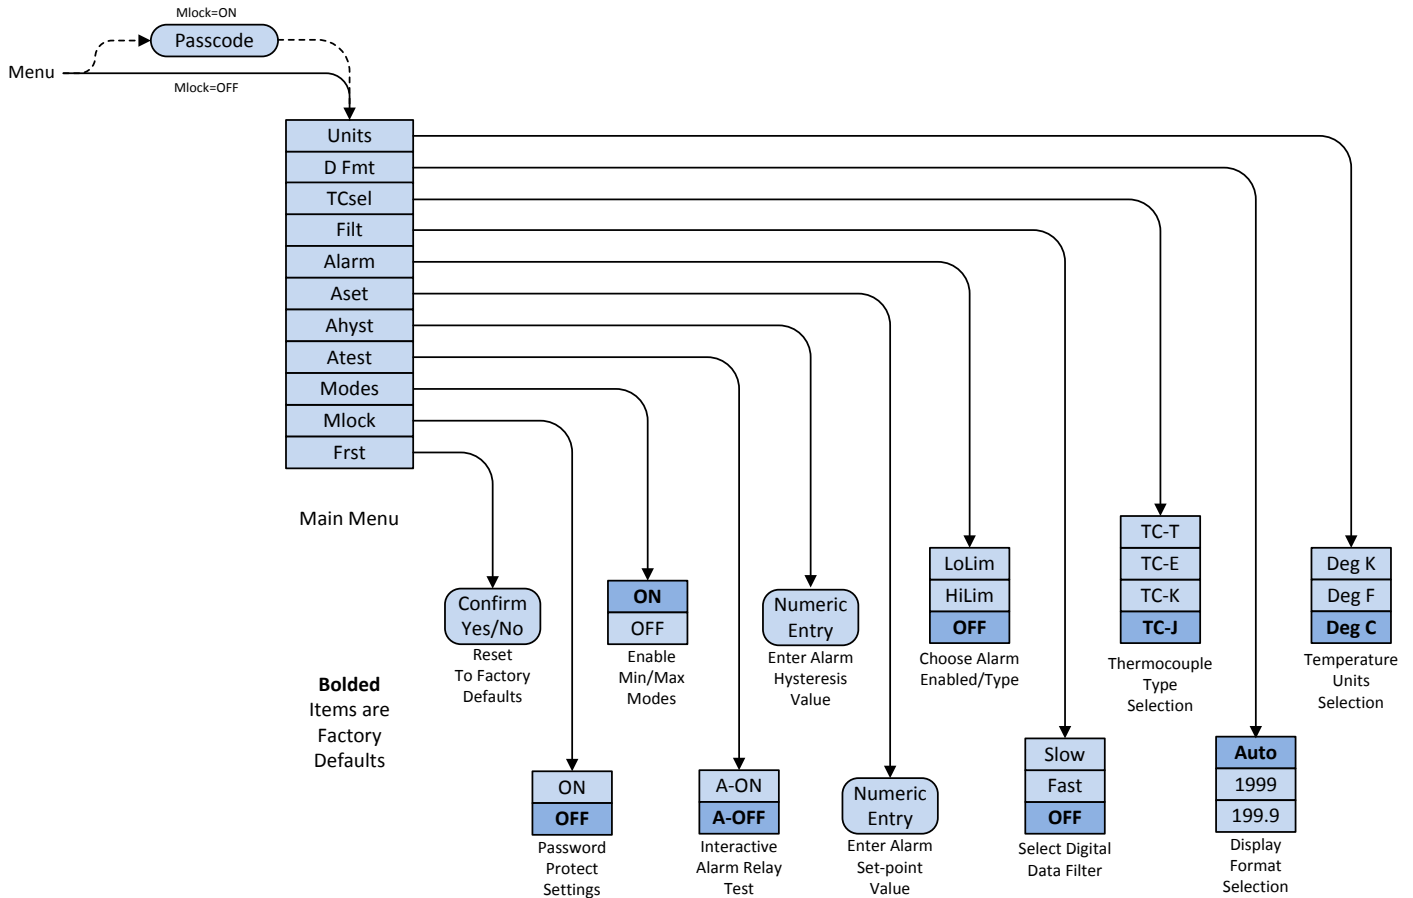 Mlock=ON
Passcode
Menu
Mlock=OFF
Units
D Fmt
TCsel
Filt
Alarm
Aset
Ahyst
Atest
Modes
Mlock
Frst
Main Menu
Bolded
Items are
Factory
Defaults
Confirm
Yes/No
Reset
To Factory
Defaults
ON
OFF
Password
Protect
Settings
ON
OFF
Enable
Min/Max
Modes
A-ON
A-OFF
Interactive
Alarm Relay
Test
Numeric
Entry
Enter Alarm
Hysteresis
Value
Numeric
Entry
Enter Alarm
Set-point
Value
LoLim
HiLim
OFF
Choose Alarm
Enabled/Type
Slow
Fast
OFF
Select Digital
Data Filter
TC-T
TC-E
TC-K
TC-J
Thermocouple
Type
Selection
Auto
1999
199.9
Display
Format
Selection
Deg K
Deg F
Deg C
Temperature
Units
Selection